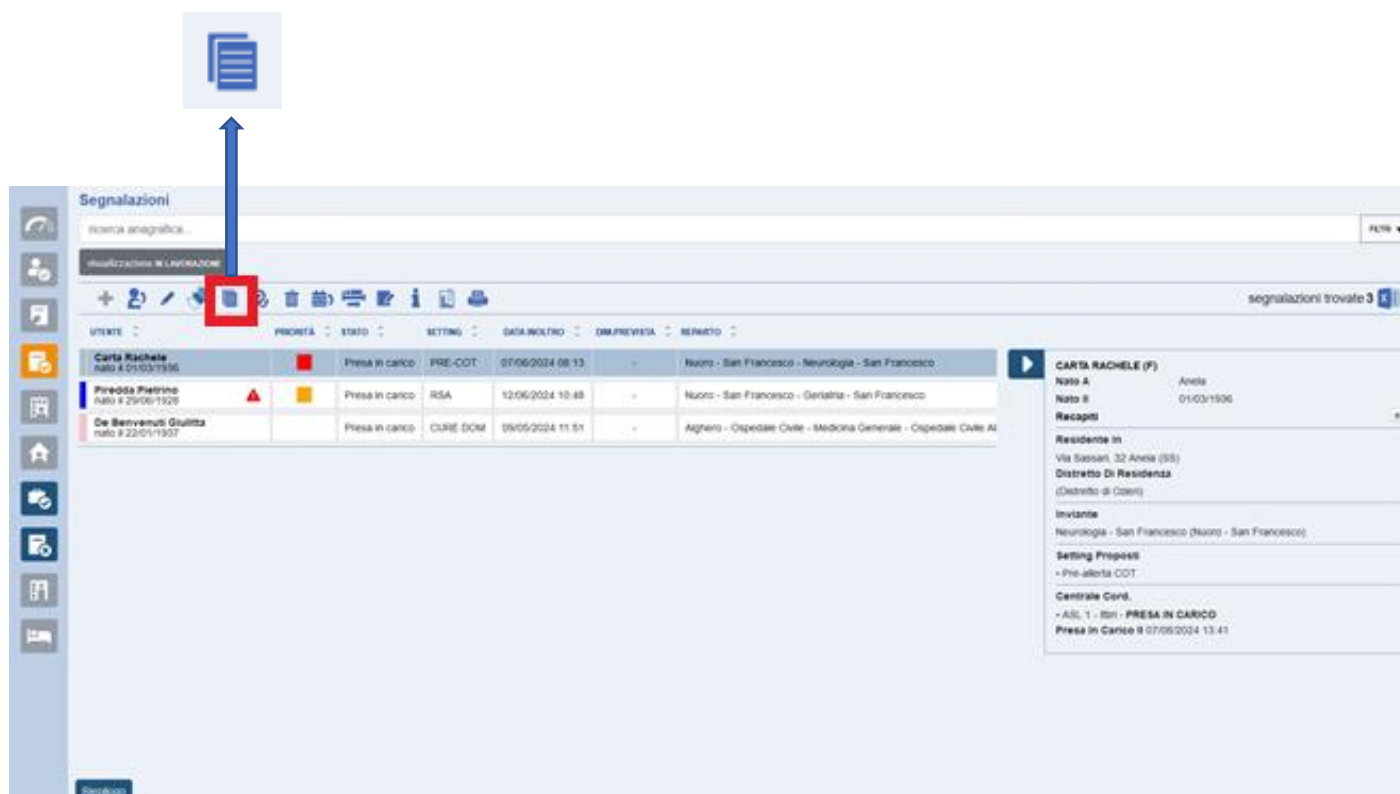 Segnalazioni
ricerca anagrafica...
FILTRI
visualizzazione IN LAVORAZIONE
segnalazioni trovate 3
UTENTE PRIORITÀ STATO SETTING DATA INOLTRO DIM.PREVISTA REPARTO
Carta Rachele
nato il 01/03/1936
Presa in carico PRE-COT 07/06/2024 08:13 - Nuoro - San Francesco - Neurologia - San Francesco
Piredda Pietrino
nato il 29/06/1928
Presa in carico RSA 12/06/2024 10:48 - Nuoro - San Francesco - Geriatria - San Francesco
De Benvenuti Giulitta
nato il 22/01/1937
Presa in carico CURE DOM 09/05/2024 11:51 - Alghero - Ospedale Civile - Medicina Generale - Ospedale Civile Al
CARTA RACHELE (F)
Nato A Anela
Nato Il 01/03/1936
Recapiti
Residente In
Via Sassari, 32 Anela (SS)
Distretto Di Residenza
(Distretto di Ozieri)
Inviante
Neurologia - San Francesco (Nuoro - San Francesco)
Setting Proposti
• Pre-allerta COT
Centrale Cord.
• ASL 1 - Ittiri - PRESA IN CARICO
Presa in Carico Il 07/06/2024 13:41
Riepilogo